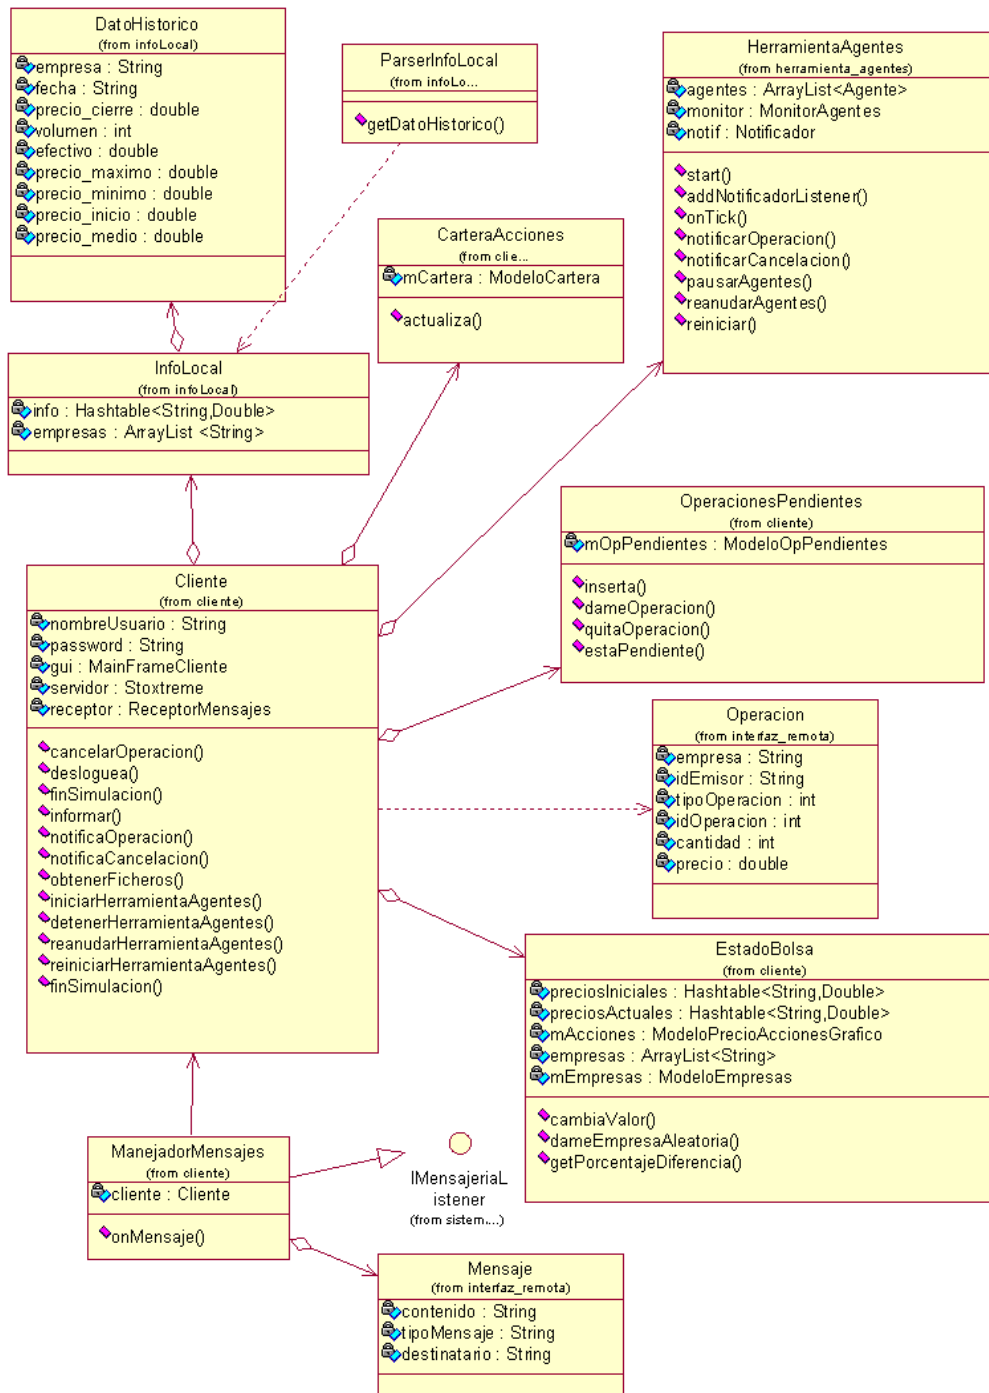 DatoHistorico
(from infoLocal)
empresa : String
fecha : String
precio_cierre : double
volumen : int
efectivo : double
precio_maximo : double
precio_minimo : double
precio_inicio : double
precio_medio : double
ParserInfoLocal
(from infoLo...
getDatoHistorico()
HerramientaAgentes
(from herramienta_agentes)
agentes : ArrayList<Agente>
monitor : MonitorAgentes
notif : Notificador
start()
addNotificadorListener()
onTick()
notificarOperacion()
notificarCancelacion()
pausarAgentes()
reanudarAgentes()
reiniciar()
CarteraAcciones
(from clie...
mCartera : ModeloCartera
actualiza()
InfoLocal
(from infoLocal)
info : Hashtable<String,Double>
empresas : ArrayList <String>
OperacionesPendientes
(from cliente)
mOpPendientes : ModeloOpPendientes
inserta()
dameOperacion()
quitaOperacion()
estaPendiente()
Cliente
(from cliente)
nombreUsuario : String
password : String
gui : MainFrameCliente
servidor : Stoxtreme
receptor : ReceptorMensajes
cancelarOperacion()
desloguea()
finSimulacion()
informar()
notificaOperacion()
notificaCancelacion()
obtenerFicheros()
iniciarHerramientaAgentes()
detenerHerramientaAgentes()
reanudarHerramientaAgentes()
reiniciarHerramientaAgentes()
finSimulacion()
Operacion
(from interfaz_remota)
empresa : String
idEmisor : String
tipoOperacion : int
idOperacion : int
cantidad : int
precio : double
EstadoBolsa
(from cliente)
preciosIniciales : Hashtable<String,Double>
preciosActuales : Hashtable<String,Double>
mAcciones : ModeloPrecioAccionesGrafico
empresas : ArrayList<String>
mEmpresas : ModeloEmpresas
cambiaValor()
dameEmpresaAleatoria()
getPorcentajeDiferencia()
ManejadorMensajes
(from cliente)
cliente : Cliente
onMensaje()
IMensajeriaL
istener
(from sistem....)
Mensaje
(from interfaz_remota)
contenido : String
tipoMensaje : String
destinatario : String